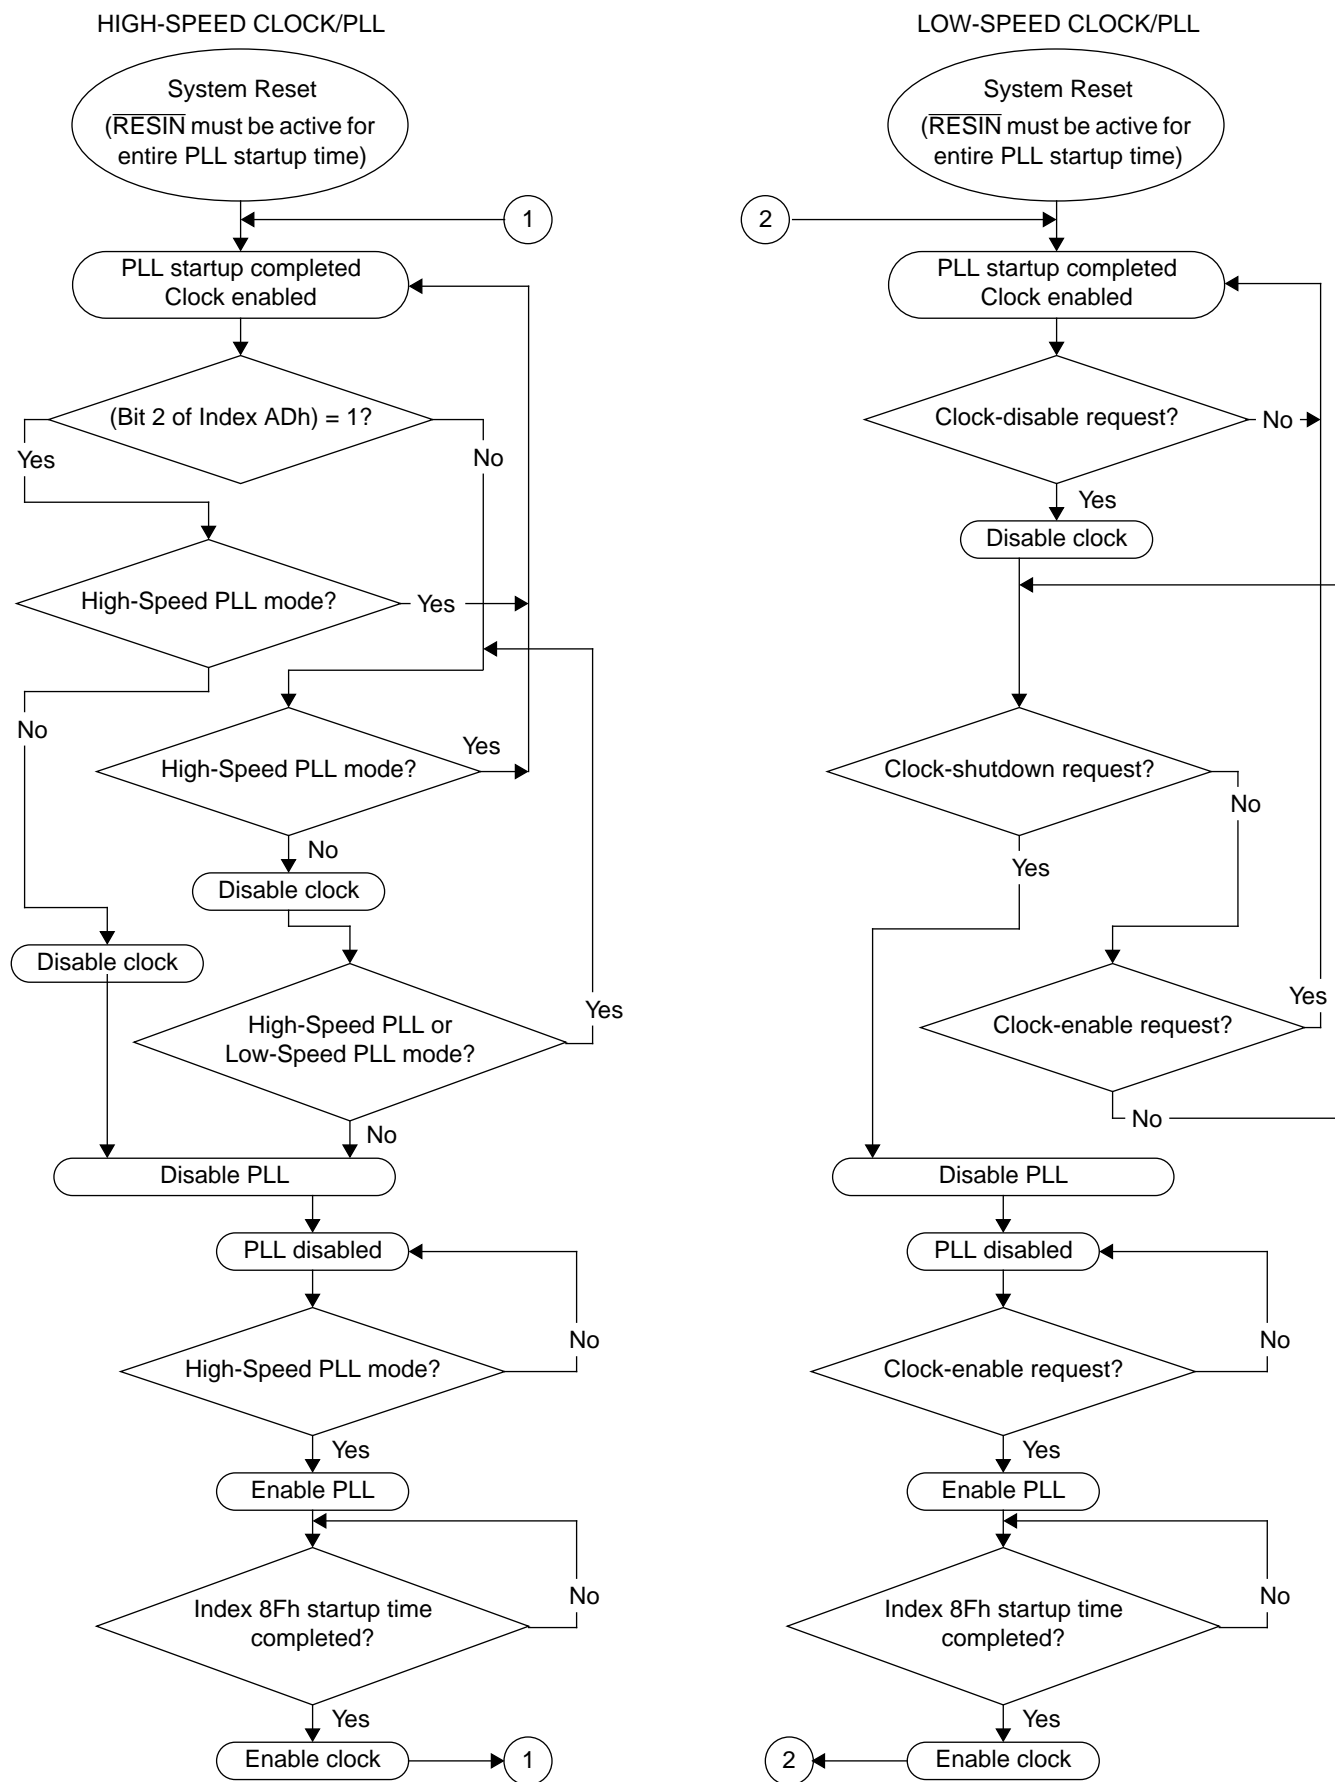 HIGH-SPEED CLOCK/PLL
System Reset
(RESIN must be active for
entire PLL startup time)
1
PLL startup completed
Clock enabled
(Bit 2 of Index ADh) = 1?
Yes
No
High-Speed PLL mode?
Yes
No
High-Speed PLL mode?
Yes
No
Disable clock
Disable clock
High-Speed PLL or
Low-Speed PLL mode?
Yes
No
Disable PLL
PLL disabled
High-Speed PLL mode?
No
Yes
Enable PLL
Index 8Fh startup time
completed?
No
Yes
Enable clock
1
LOW-SPEED CLOCK/PLL
System Reset
(RESIN must be active for
entire PLL startup time)
2
PLL startup completed
Clock enabled
Clock-disable request?
No
Yes
Disable clock
Clock-shutdown request?
No
Yes
Clock-enable request?
Yes
No
Disable PLL
PLL disabled
Clock-enable request?
No
Yes
Enable PLL
Index 8Fh startup time
completed?
No
Yes
Enable clock
2